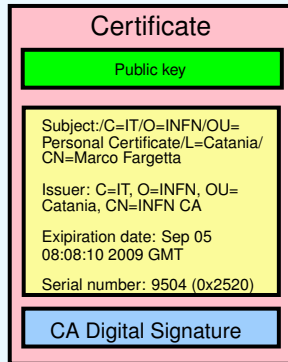 Certificate
Public key
Subject:/C=IT/O=INFN/OU=
Personal Certificate/L=Catania/
CN=Marco Fargetta
Issuer: C=IT, O=INFN, OU=
Catania, CN=INFN CA
Expiration date: Sep 05
08:08:10 2009 GMT
Serial number: 9504 (0x2520)
CA Digital Signature